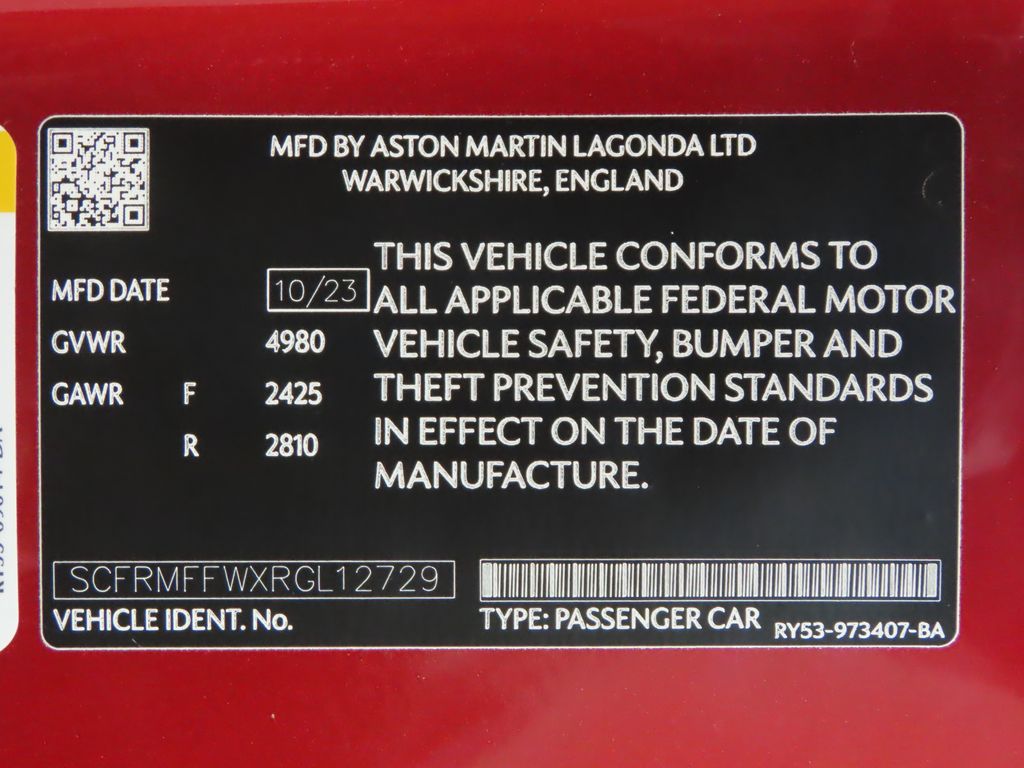 MFD BY ASTON MARTIN LAGONDA LTD
WARWICKSHIRE, ENGLAND
MFD DATE 10/23
GVWR 4980
GAWR F 2425
R 2810
THIS VEHICLE CONFORMS TO
ALL APPLICABLE FEDERAL MOTOR
VEHICLE SAFETY, BUMPER AND
THEFT PREVENTION STANDARDS
IN EFFECT ON THE DATE OF
MANUFACTURE.
SCFRMFFWXRGL12729
VEHICLE IDENT. No.
TYPE: PASSENGER CAR
RY53-973407-BA